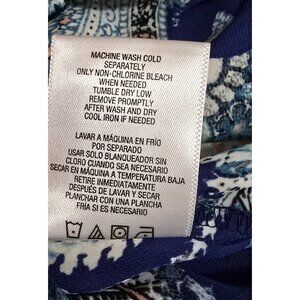 MACHINE WASH COLD
SEPARATELY
ONLY NON-CHLORINE BLEACH
WHEN NEEDED
TUMBLE DRY LOW
REMOVE PROMPTLY
AFTER WASH AND DRY
COOL IRON IF NEEDED
LAVAR A MÁQUINA EN FRÍO
POR SEPARADO
USAR SOLO BLANQUEADOR SIN
CLORO CUANDO SEA NECESARIO
SECAR EN MÁQUINA A TEMPERATURA BAJA
RETIRE INMEDIATAMENTE
DESPUÉS DE LAVAR Y SECAR
PLANCHAR CON UNA PLANCHA
FRÍA SI ES NECESARIO